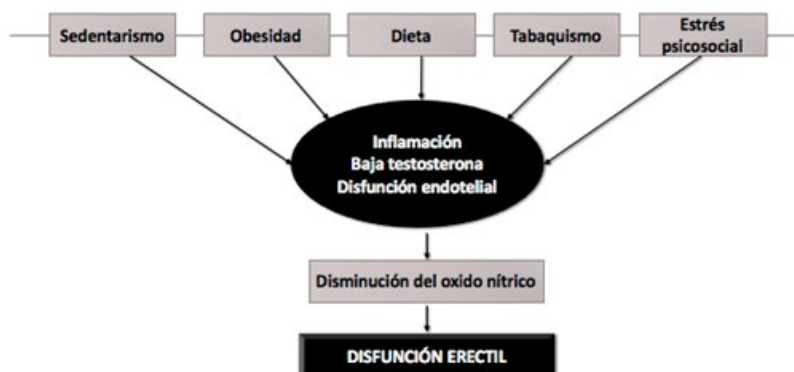 Sedentarismo
Obesidad
Dieta
Tabaquismo
Estrés
psicosocial
Inflamación
Baja testosterona
Disfunción endotelial
Disminución del oxido nítrico
DISFUNCIÓN ERECTIL